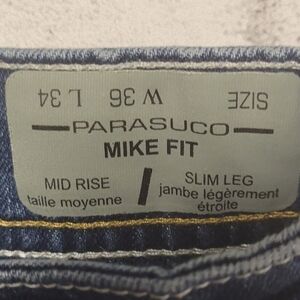 SIZE W 36 L 34
PARASUCO
MIKE FIT
MID RISE / SLIM LEG
taille moyenne jambe légèrement
étroite